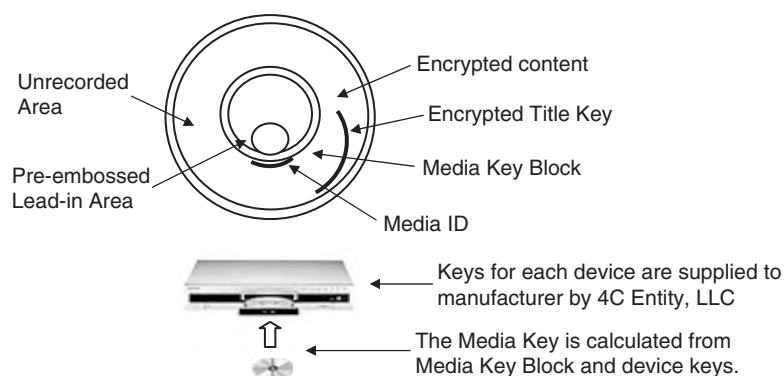 Encrypted content
Unrecorded
Area
Encrypted Title Key
Media Key Block
Pre-embossed
Lead-in Area
Media ID
Keys for each device are supplied to
manufacturer by 4C Entity, LLC
The Media Key is calculated from
Media Key Block and device keys.